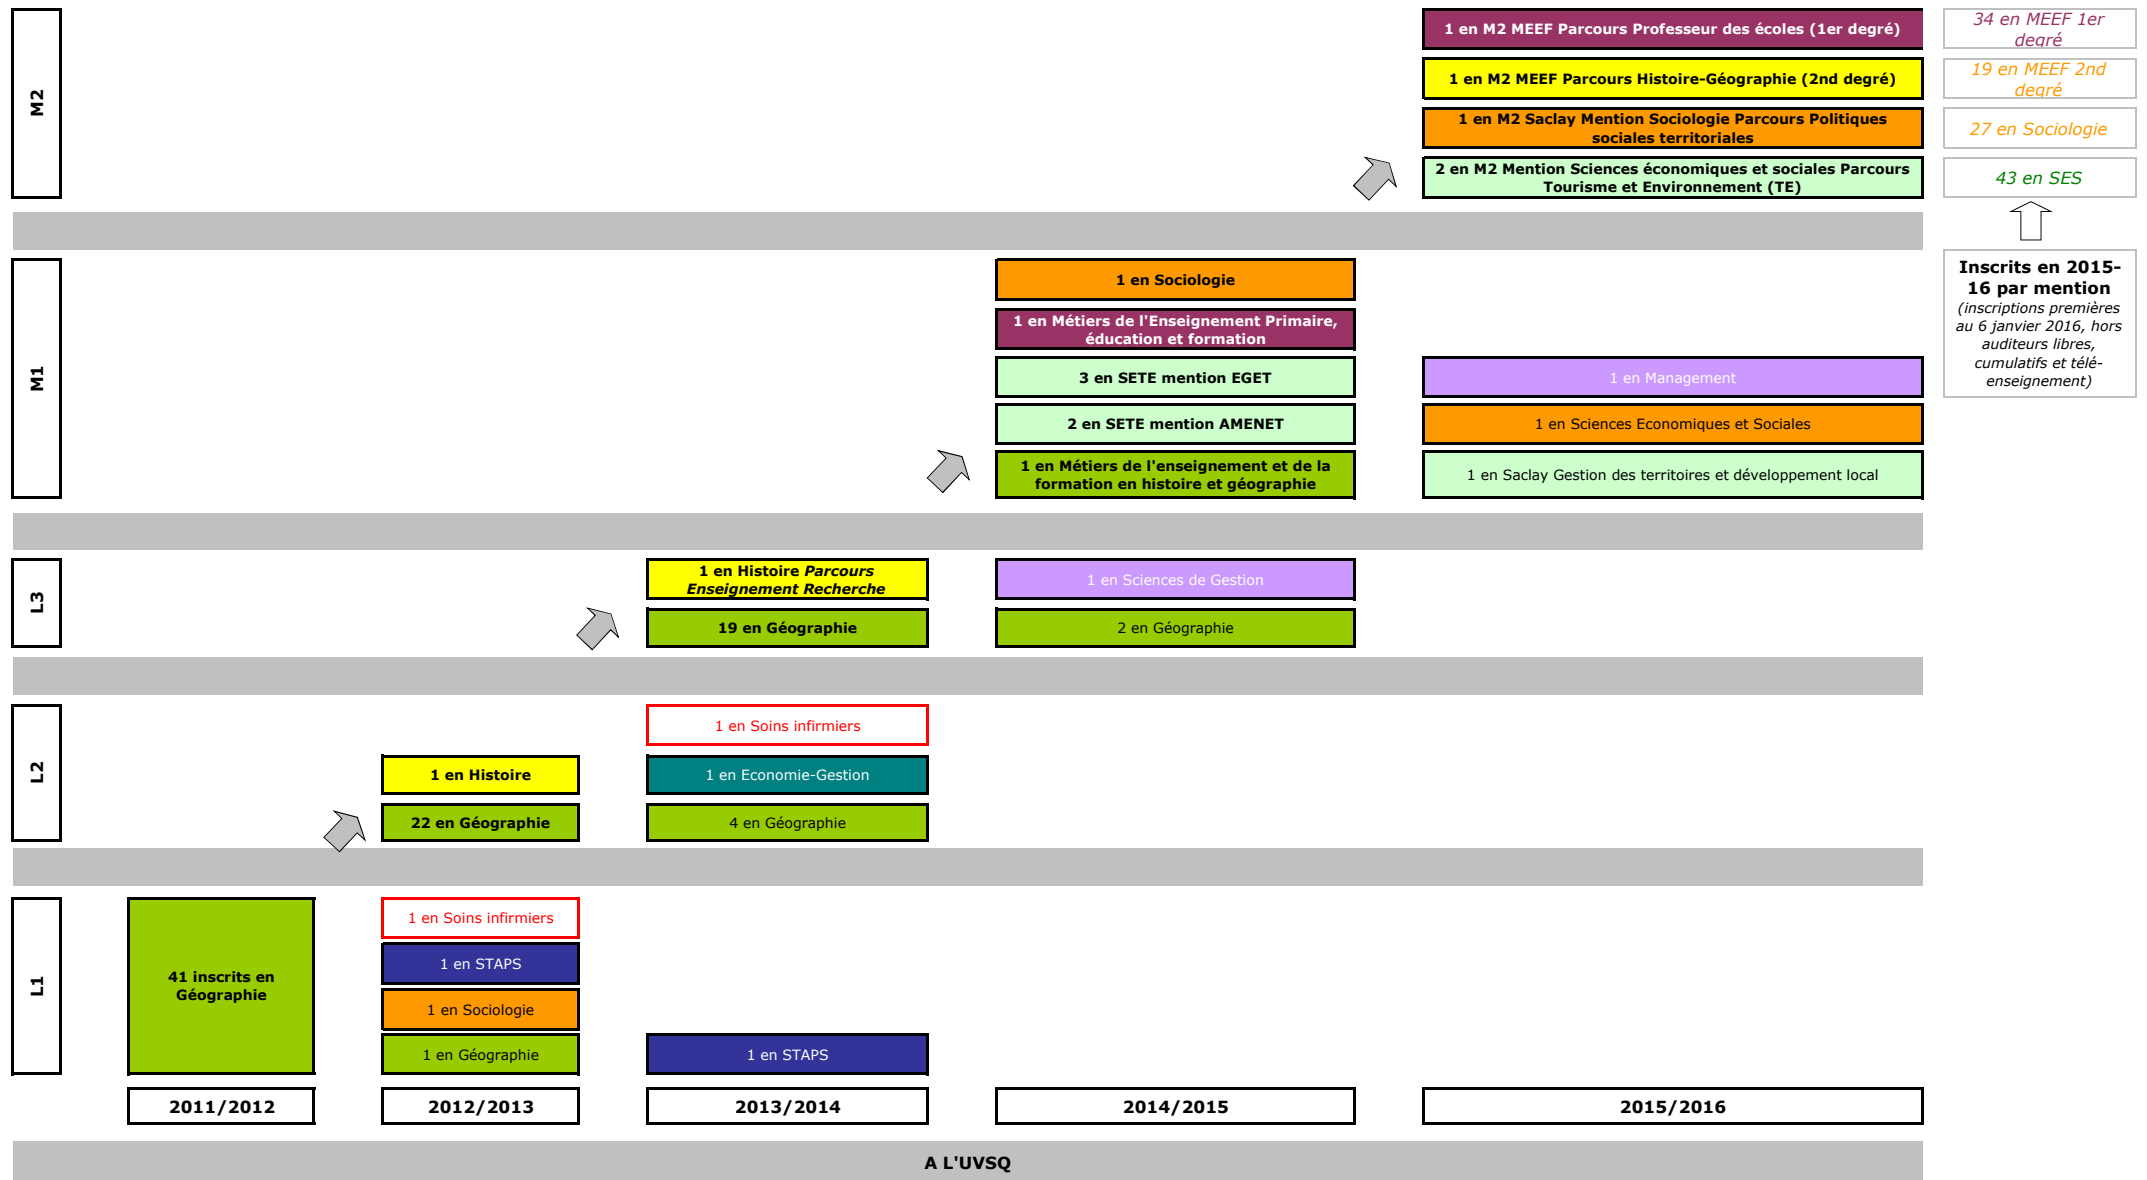 M2
1 en M2 MEEF Parcours Professeur des écoles (1er degré)
34 en MEEF 1er
degré
1 en M2 MEEF Parcours Histoire-Géographie (2nd degré)
19 en MEEF 2nd
degré
1 en M2 Saclay Mention Sociologie Parcours Politiques
sociales territoriales
27 en Sociologie
2 en M2 Mention Sciences économiques et sociales Parcours
Tourisme et Environnement (TE)
43 en SES
Inscrits en 2015-
16 par mention
(inscriptions premières
au 6 janvier 2016, hors
auditeurs libres,
cumulatifs et télé-
enseignement)
M1
1 en Sociologie
1 en Métiers de l'Enseignement Primaire,
éducation et formation
3 en SETE mention EGET
1 en Management
2 en SETE mention AMENET
1 en Sciences Economiques et Sociales
1 en Métiers de l'enseignement et de la
formation en histoire et géographie
1 en Saclay Gestion des territoires et développement local
L3
1 en Histoire Parcours
Enseignement Recherche
1 en Sciences de Gestion
19 en Géographie
2 en Géographie
L2
1 en Soins infirmiers
1 en Histoire
1 en Economie-Gestion
22 en Géographie
4 en Géographie
L1
41 inscrits en
Géographie
1 en Soins infirmiers
1 en STAPS
1 en Sociologie
1 en Géographie
1 en STAPS
2011/2012
2012/2013
2013/2014
2014/2015
2015/2016
A L'UVSQ